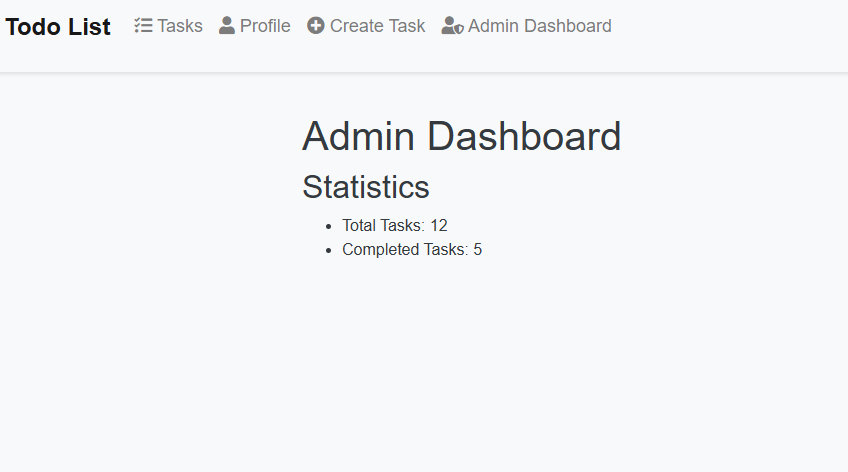 Todo List Tasks Profile Create Task Admin Dashboard
Admin Dashboard
Statistics
Total Tasks: 12
Completed Tasks: 5